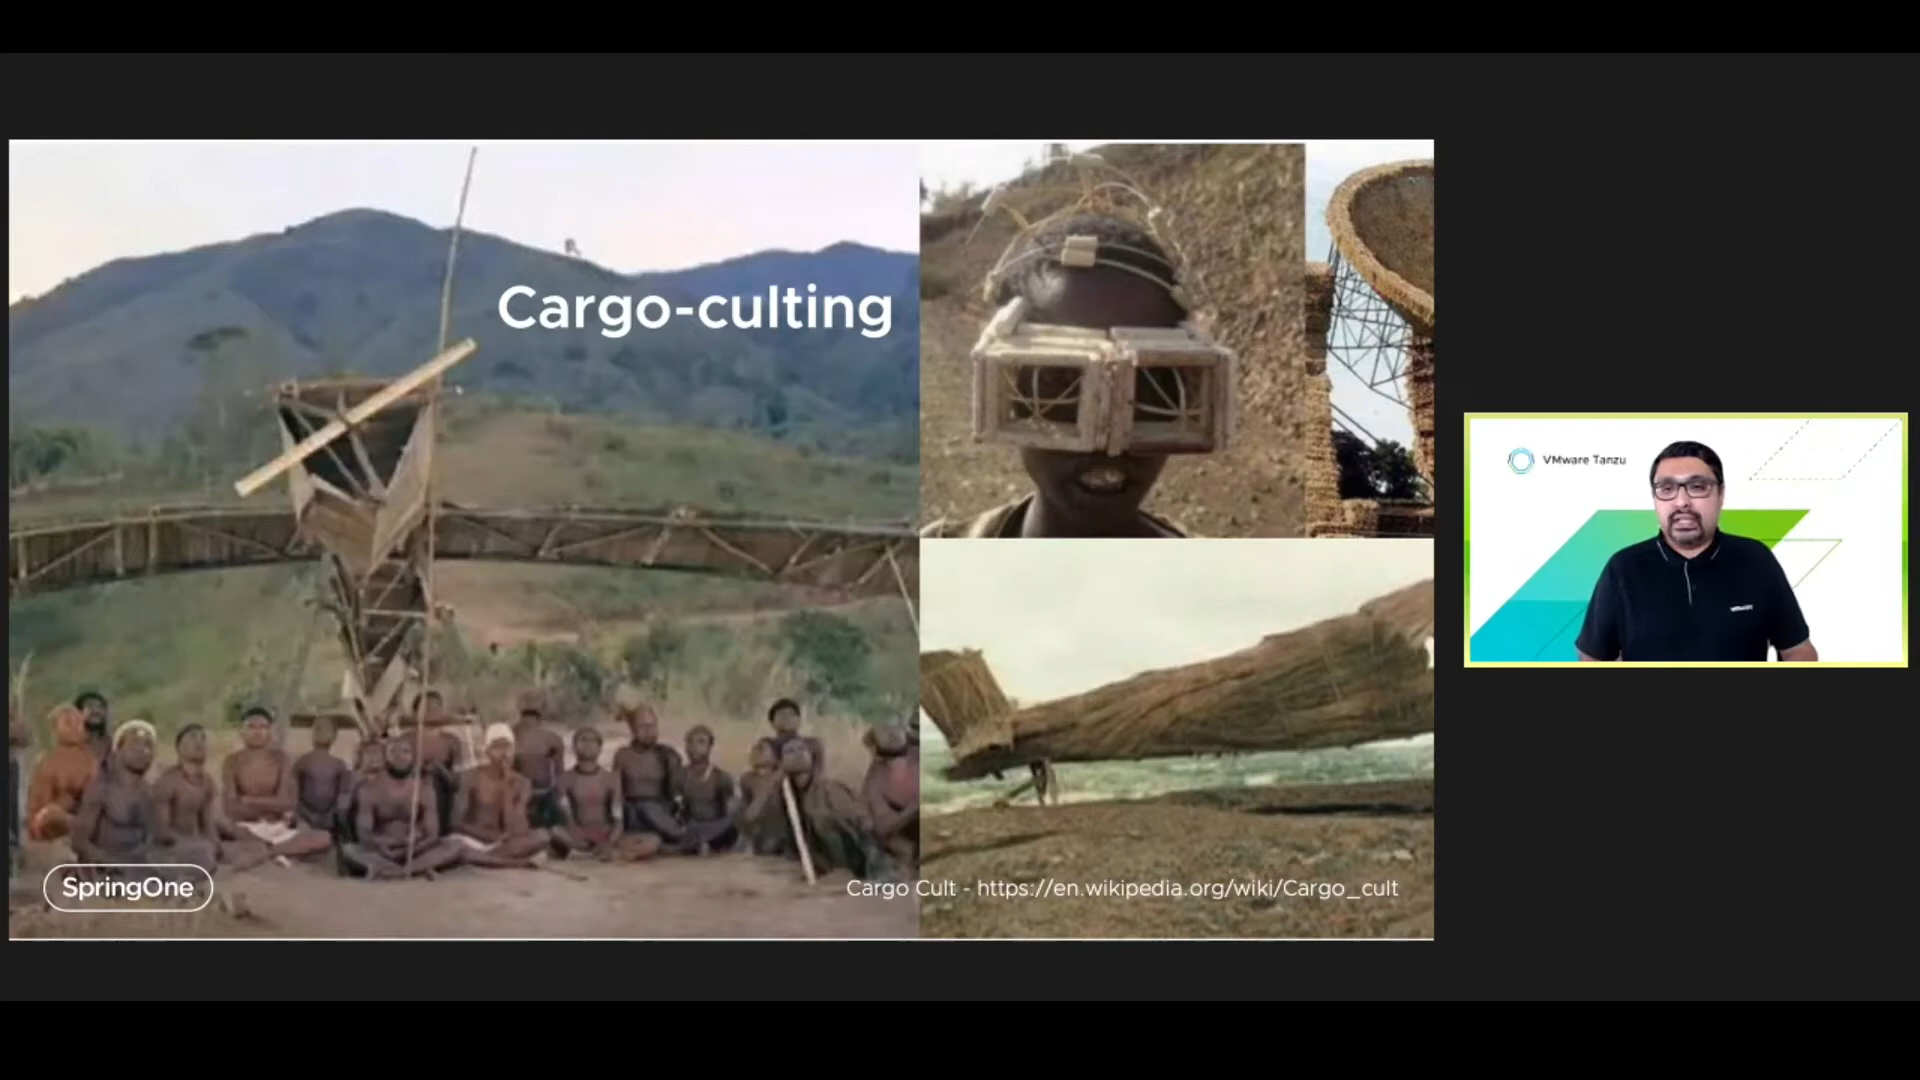 Cargo-culting
SpringOne
Cargo Cult - https://en.wikipedia.org/wiki/Cargo_cult
VMware Tanzu